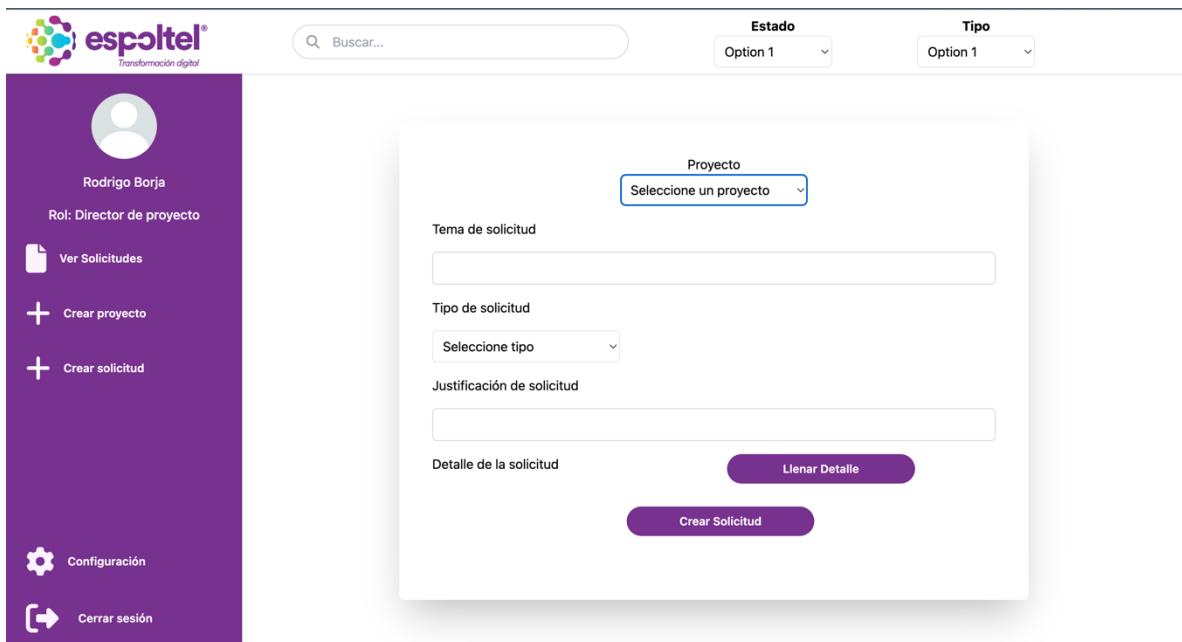 espoltel®
Transformación digital
Buscar...
Estado
Option 1
Tipo
Option 1
Rodrigo Borja
Rol: Director de proyecto
Ver Solicitudes
Crear proyecto
Crear solicitud
Configuración
Cerrar sesión
Proyecto
Seleccione un proyecto
Tema de solicitud
Tipo de solicitud
Seleccione tipo
Justificación de solicitud
Detalle de la solicitud
Llenar Detalle
Crear Solicitud